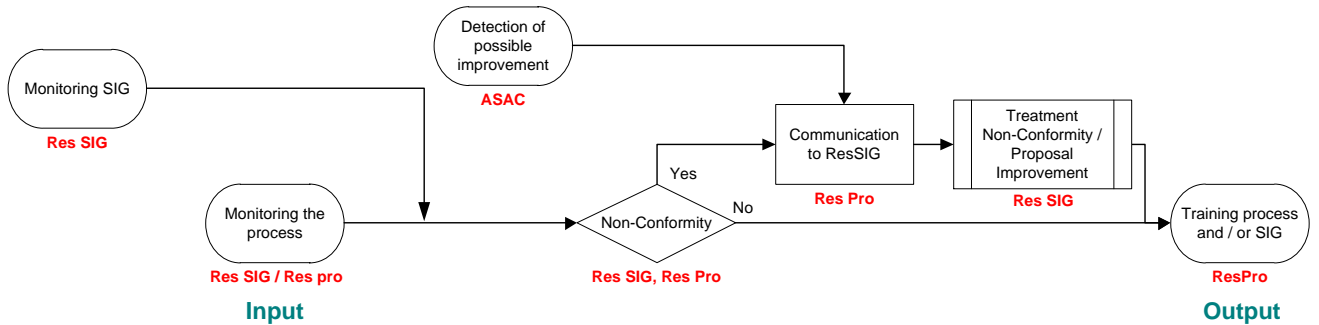 Detection of
possible
improvement
ASAC
Monitoring SIG
Res SIG
Communication
to ResSIG
Res Pro
Treatment
Non-Conformity /
Proposal
Improvement
Res SIG
Yes
No
Monitoring the
process
Res SIG / Res pro
Input
Non-Conformity
Res SIG, Res Pro
Training process
and / or SIG
ResPro
Output